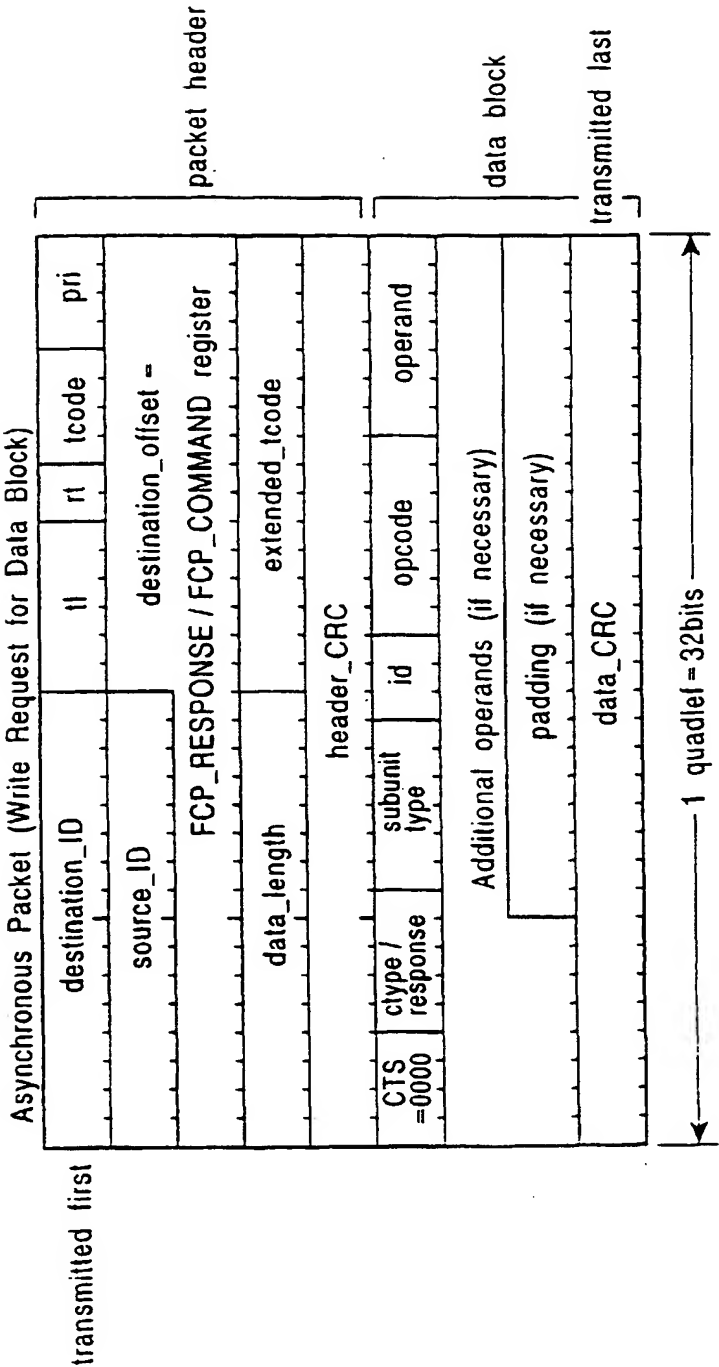 Asynchronous Packet (Write Request for Data Block)
transmitted first
destination_ID
tl
rt
tcode
pri
source_ID
destination_offset =
FCP_RESPONSE / FCP_COMMAND register
data_length
extended_tcode
header_CRC
packet header
CTS
=0000
ctype /
response
subunit
type
id
opcode
operand
Additional operands (if necessary)
padding (if necessary)
data_CRC
data block
transmitted last
1 quadlet = 32bits